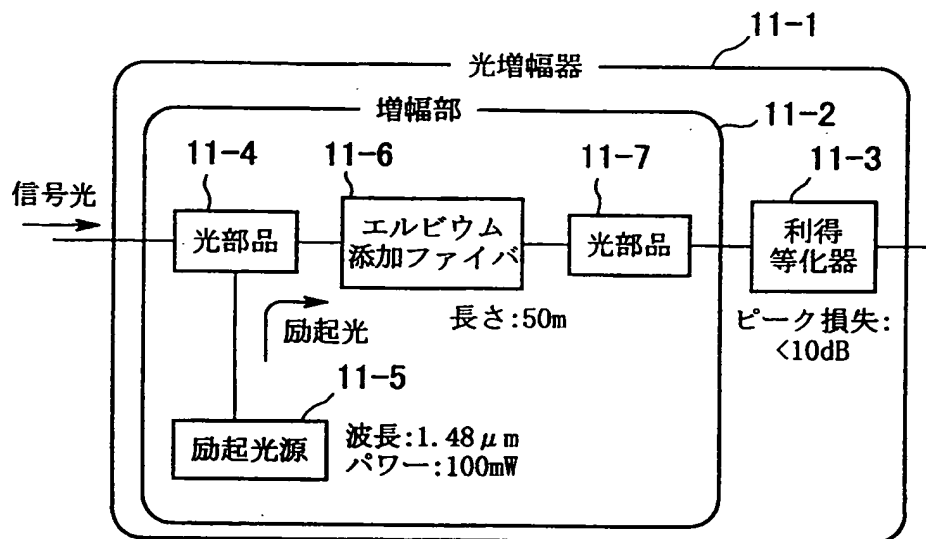 11-1
光増幅器
増幅部
11-2
11-4
11-6
11-7
11-3
信号光
光部品
エルビウム
添加ファイバ
光部品
利得
等化器
励起光
長さ:50m
ピーク損失:
<10dB
11-5
励起光源
波長:1.48μm
パワー:100mW